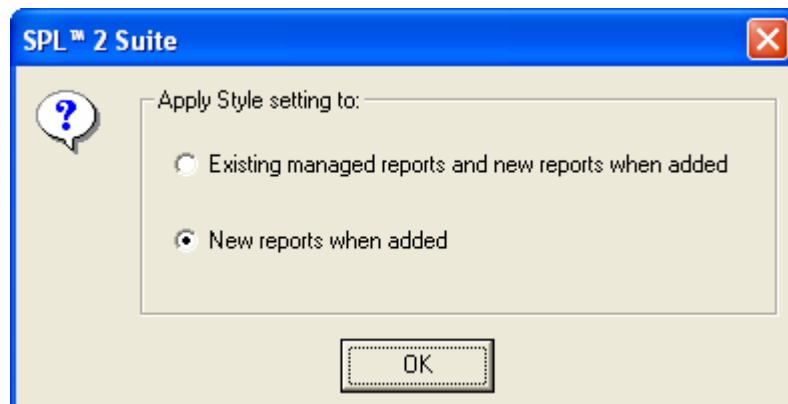 SPL™ 2 Suite
Apply Style setting to:
Existing managed reports and new reports when added
New reports when added
OK